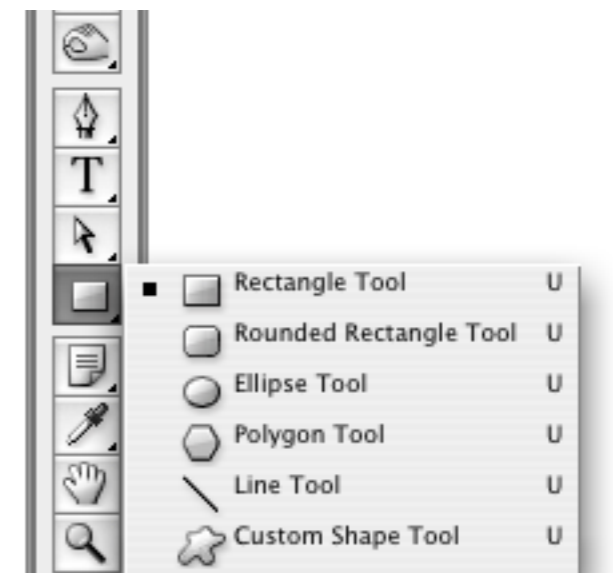 T
Rectangle Tool U
Rounded Rectangle Tool U
Ellipse Tool U
Polygon Tool U
Line Tool U
Custom Shape Tool U